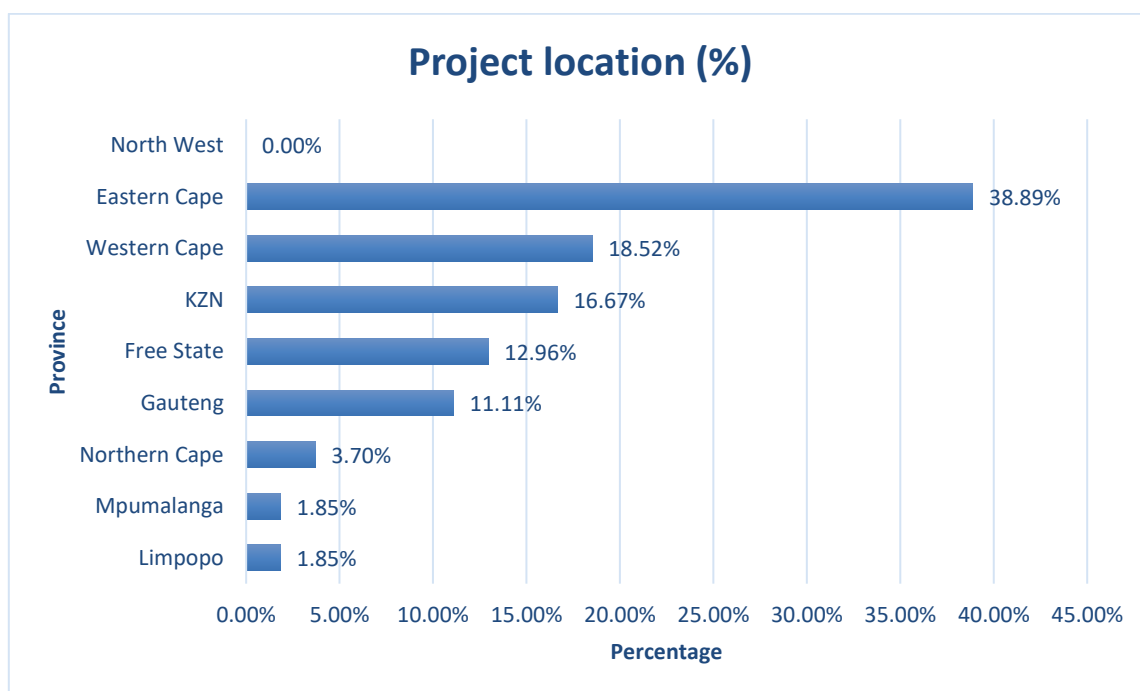 Project location (%)
North West 0.00%
Eastern Cape 38.89%
Western Cape 18.52%
KZN 16.67%
Free State 12.96%
Gauteng 11.11%
Northern Cape 3.70%
Mpumalanga 1.85%
Limpopo 1.85%
Province
0.00% 5.00% 10.00% 15.00% 20.00% 25.00% 30.00% 35.00% 40.00% 45.00%
Percentage